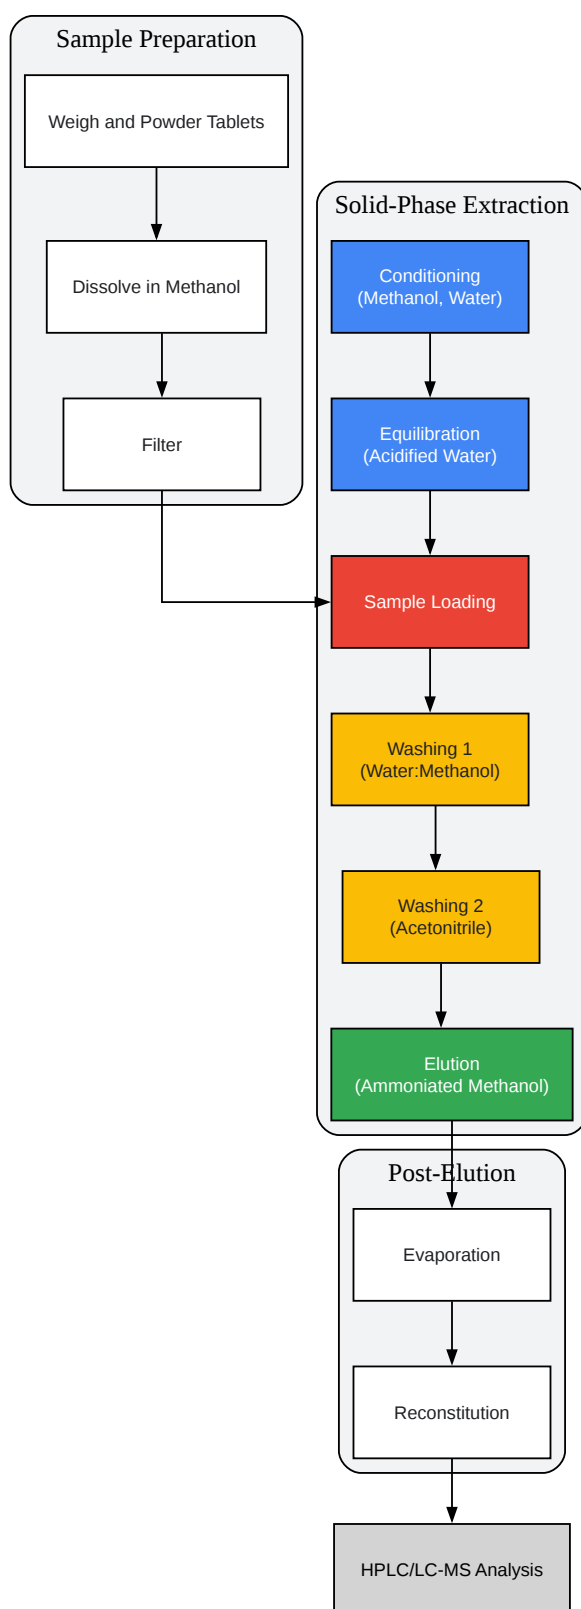 Sample Preparation
Weigh and Powder Tablets
Dissolve in Methanol
Filter
Solid-Phase Extraction
Conditioning
(Methanol, Water)
Equilibration
(Acidified Water)
Sample Loading
Washing 1
(Water:Methanol)
Washing 2
(Acetonitrile)
Elution
(Ammoniated Methanol)
Post-Elution
Evaporation
Reconstitution
HPLC/LC-MS Analysis